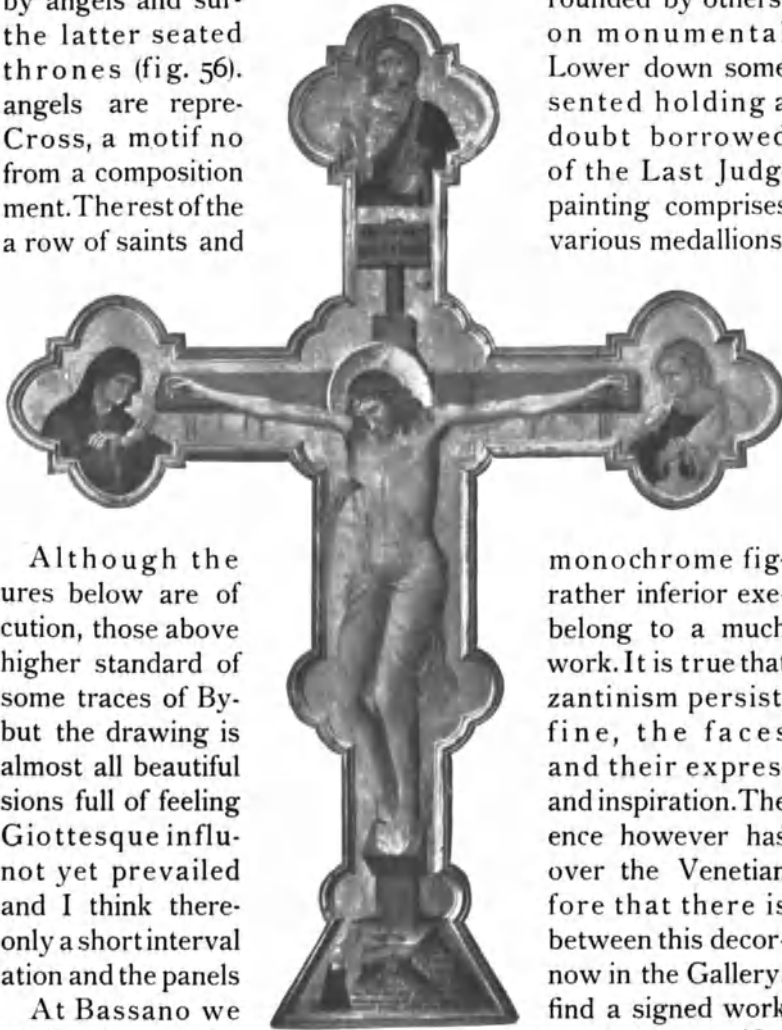 by angels and sur- rounded by others,
the latter seated on monumental
thrones (fig. 56). Lower down some
angels are repre- sented holding a
Cross, a motif no doubt borrowed
from a composition of the Last Judg-
ment. The rest of the painting comprises
a row of saints and various medallions.
Although the monochrome fig-
ures below are of rather inferior exe-
cution, those above belong to a much
higher standard of work. It is true that
some traces of By- zantinism persist,
but the drawing is fine, the faces
almost all beautiful and their expres-
sions full of feeling and inspiration. The
Giottesque influ- ence however has
not yet prevailed over the Venetian
and I think there- fore that there is
only a short interval between this decor-
ation and the panels now in the Gallery.
At Bassano we find a signed work